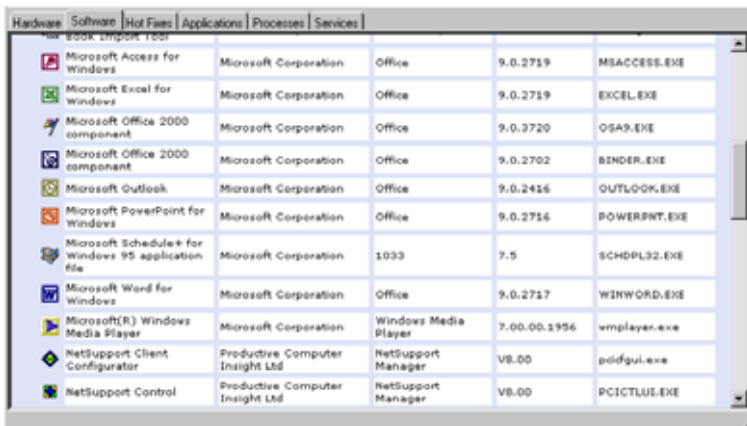 Hardware Software Hot Fixes Applications Processes Services
Book Import Tool
Microsoft Access for Windows Microsoft Corporation Office 9.0.2719 MSACCESS.EXE
Microsoft Excel for Windows Microsoft Corporation Office 9.0.2719 EXCEL.EXE
Microsoft Office 2000 component Microsoft Corporation Office 9.0.3720 OSA9.EXE
Microsoft Office 2000 component Microsoft Corporation Office 9.0.2702 BINDER.EXE
Microsoft Outlook Microsoft Corporation Office 9.0.2416 OUTLOOK.EXE
Microsoft PowerPoint for Windows Microsoft Corporation Office 9.0.2716 POWERPNT.EXE
Microsoft Schedule+ for Windows 95 application file Microsoft Corporation 1033 7.5 SCHDPL32.EXE
Microsoft Word for Windows Microsoft Corporation Office 9.0.2717 WINWORD.EXE
Microsoft(R) Windows Media Player Microsoft Corporation Windows Media Player 7.00.00.1956 wmplayer.exe
NetSupport Client Configurator Productive Computer Insight Ltd NetSupport Manager V8.00 pcicfgui.exe
NetSupport Control Productive Computer Insight Ltd NetSupport Manager V8.00 PCICTLUI.EXE